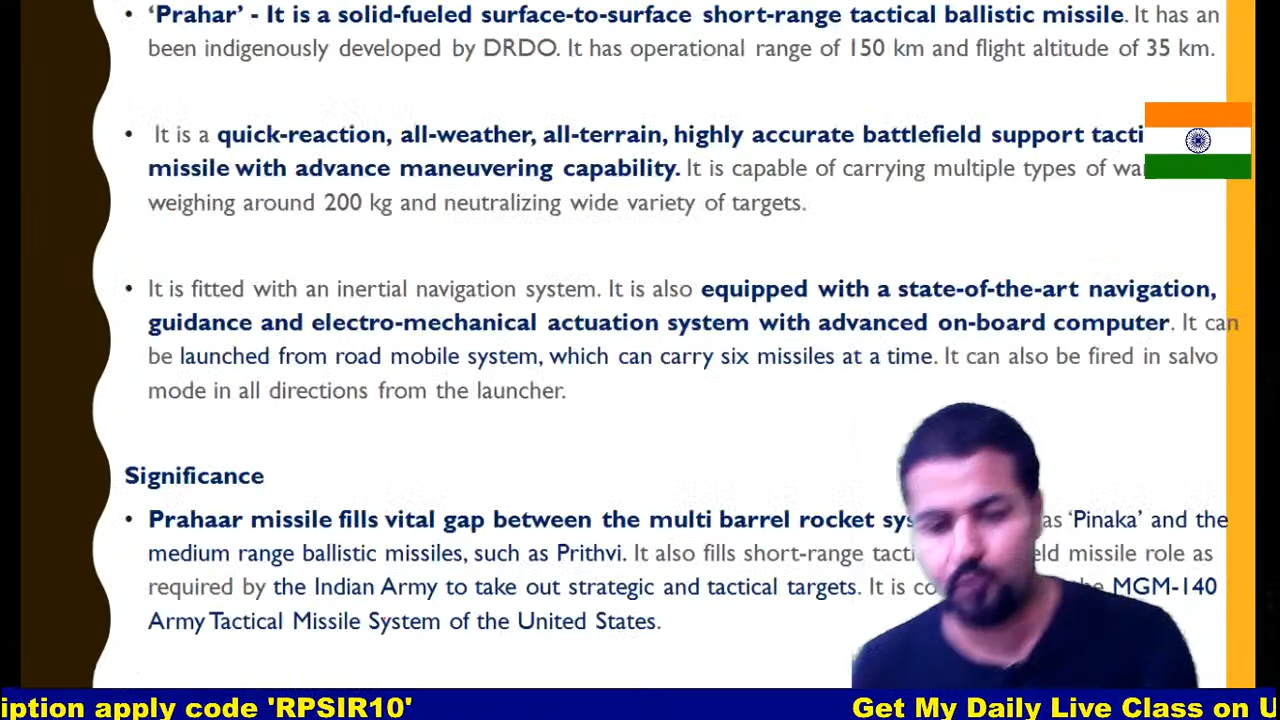 • ‘Prahar’ - It is a solid-fueled surface-to-surface short-range tactical ballistic missile. It has an
been indigenously developed by DRDO. It has operational range of 150 km and flight altitude of 35 km.
• It is a quick-reaction, all-weather, all-terrain, highly accurate battlefield support tacti
missile with advance maneuvering capability. It is capable of carrying multiple types of wa
weighing around 200 kg and neutralizing wide variety of targets.
• It is fitted with an inertial navigation system. It is also equipped with a state-of-the-art navigation,
guidance and electro-mechanical actuation system with advanced on-board computer. It can
be launched from road mobile system, which can carry six missiles at a time. It can also be fired in salvo
mode in all directions from the launcher.
Significance
• Prahaar missile fills vital gap between the multi barrel rocket sys as ‘Pinaka’ and the
medium range ballistic missiles, such as Prithvi. It also fills short-range tacti eld missile role as
required by the Indian Army to take out strategic and tactical targets. It is co he MGM-140
Army Tactical Missile System of the United States.
iption apply code 'RPSIR10' Get My Daily Live Class on U